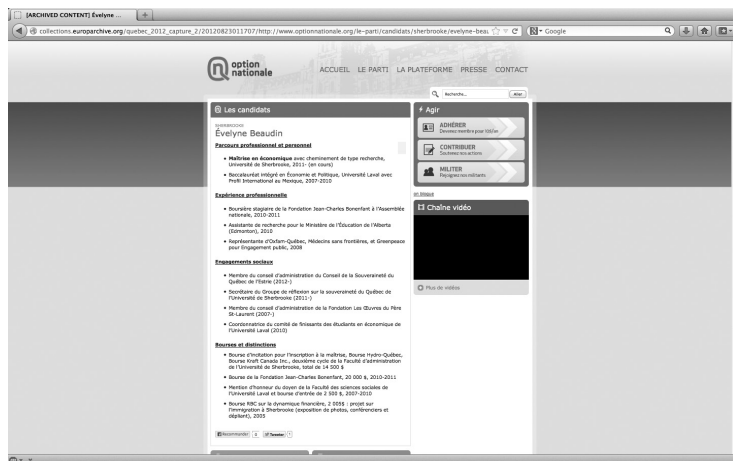 [ARCHIVED CONTENT] Évelyne ...
collections.europarchive.org/quebec_2012_capture_2/20120823011707/http://www.optionnationale.org/le-parti/candidats/sherbrooke/evelyne-beau
Google
option
nationale
ACCUEIL LE PARTI LA PLATEFORME PRESSE CONTACT
Recherche...
Aller
Les candidats
SHERBROOKE
Évelyne Beaudin
Parcours professionnel et personnel
• Maîtrise en économique avec cheminement de type recherche,
Université de Sherbrooke, 2011- (en cours)
• Baccalauréat intégré en Économie et Politique, Université Laval avec
Profil International au Mexique, 2007-2010
Expérience professionnelle
• Boursière stagiaire de la Fondation Jean-Charles Bonenfant à l'Assemblée
nationale, 2010-2011
• Assistante de recherche pour le Ministère de l'Éducation de l'Alberta
(Edmonton), 2010
• Représentante d'Oxfam-Québec, Médecins sans frontières, et Greenpeace
pour Engagement public, 2008
Engagements sociaux
• Membre du conseil d'administration du Conseil de la Souveraineté du
Québec de l'Estrie (2012-)
• Secrétaire du Groupe de réflexion sur la souveraineté du Québec de
l'Université de Sherbrooke (2011-)
• Membre du conseil d'administration de la Fondation Les Œuvres du Père
St-Laurent (2007-)
• Coordonnatrice du comité de finissants des étudiants en économique de
l'Université Laval (2010)
Bourses et distinctions
• Bourse d'incitation pour l'inscription à la maîtrise, Bourse Hydro-Québec,
Bourse Kraft Canada Inc., deuxième cycle de la Faculté d'administration
de l'Université de Sherbrooke, total de 14 500 $
• Bourse de la Fondation Jean-Charles Bonenfant, 20 000 $, 2010-2011
• Mention d'honneur du doyen de la Faculté des sciences sociales de
l'Université Laval et bourse d'entrée de 2 500 $, 2007-2010
• Bourse RBC sur la dynamique financière, 2 005$ : projet sur
l'immigration à Sherbrooke (exposition de photos, conférenciers et
dépliant), 2005
Recommander
Tweeter
Agir
ADHÉRER
Devenez membre pour
CONTRIBUER
Soutenez nos actions
MILITER
Rejoignez nos militants
Chaîne vidéo
Plus de vidéos